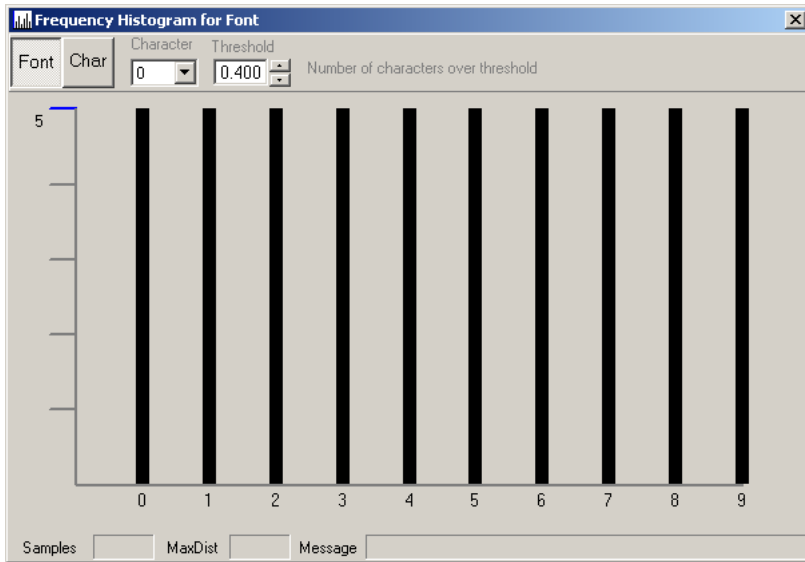 Frequency Histogram for Font
Font Char Character Threshold
0 0.400 Number of characters over threshold
5
0 1 2 3 4 5 6 7 8 9
Samples MaxDist Message